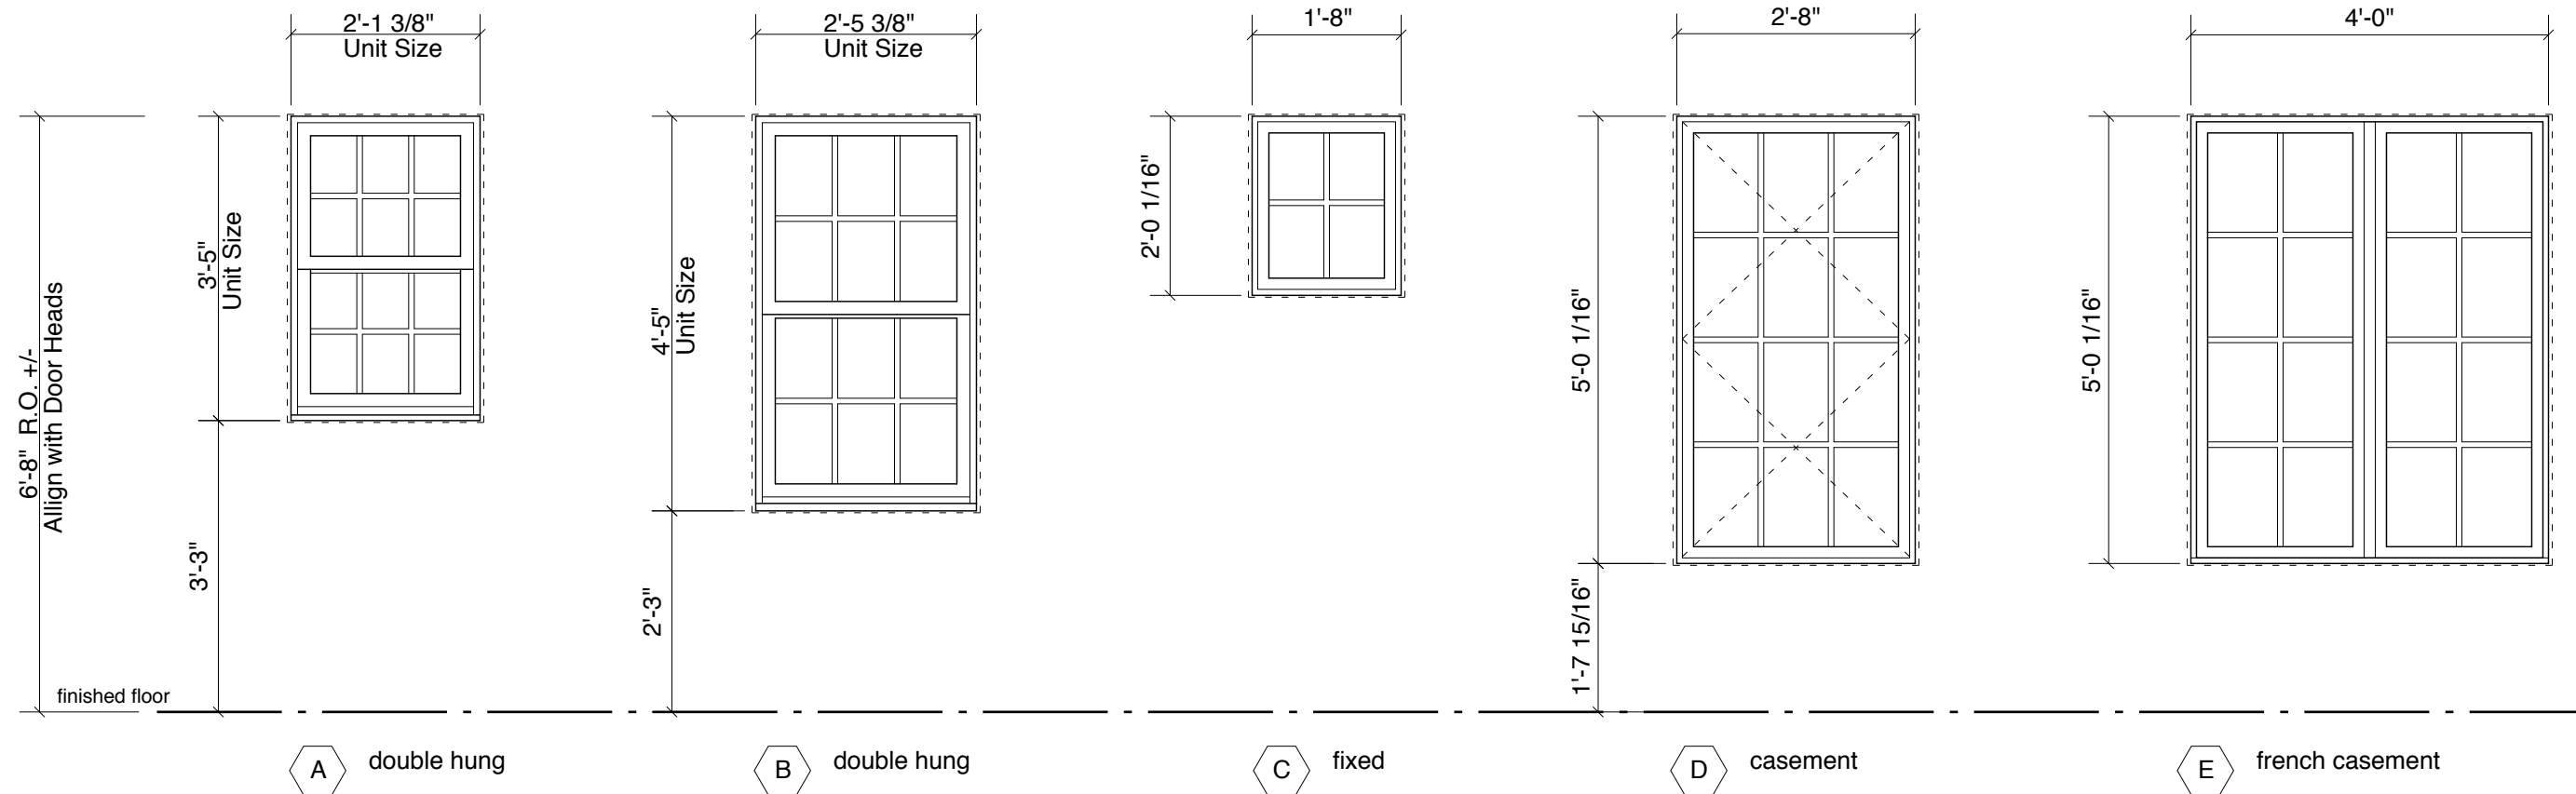 2'-1 3/8"
Unit Size
2'-5 3/8"
Unit Size
1'-8"
2'-8"
4'-0"
6'-8" R.O. +/-
Allign with Door Heads
3'-5"
Unit Size
3'-3"
4'-5"
Unit Size
2'-3"
2'-0 1/16"
5'-0 1/16"
1'-7 15/16"
5'-0 1/16"
finished floor
A double hung
B double hung
C fixed
D casement
E french casement